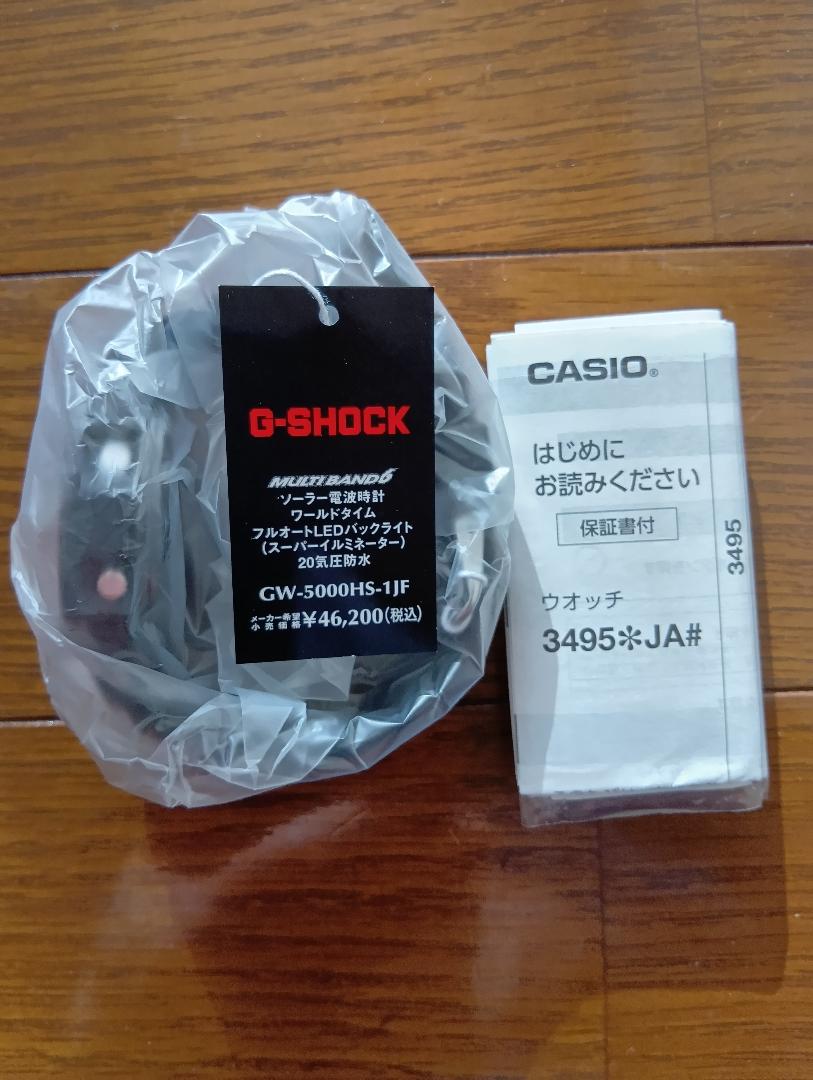 G-SHOCK
MULTIBAND6
ソーラー電波時計
ワールドタイム
フルオートLEDバックライト
(スーパーイルミネーター)
20気圧防水
GW-5000HS-1JF
メーカー希望小売価格¥46,200(税込)
CASIO®
はじめに
お読みください
保証書付
ウオッチ
3495＊JA#
3495